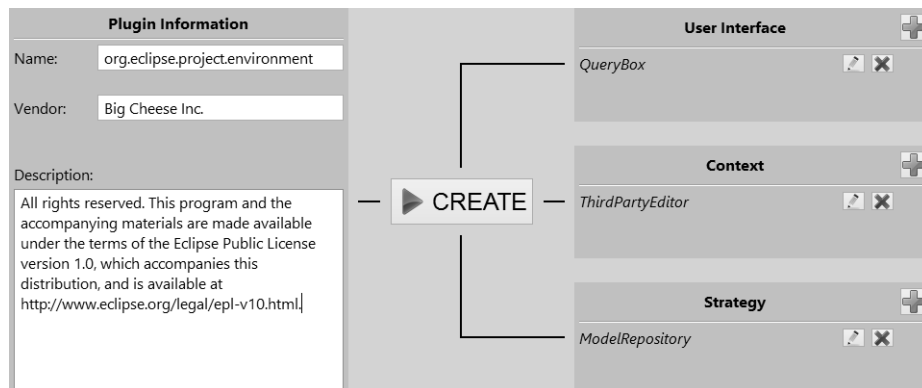 Plugin Information
Name:
org.eclipse.project.environment
Vendor:
Big Cheese Inc.
Description:
All rights reserved. This program and the
accompanying materials are made available
under the terms of the Eclipse Public License
version 1.0, which accompanies this
distribution, and is available at
http://www.eclipse.org/legal/epl-v10.html.
CREATE
User Interface
QueryBox
Context
ThirdPartyEditor
Strategy
ModelRepository